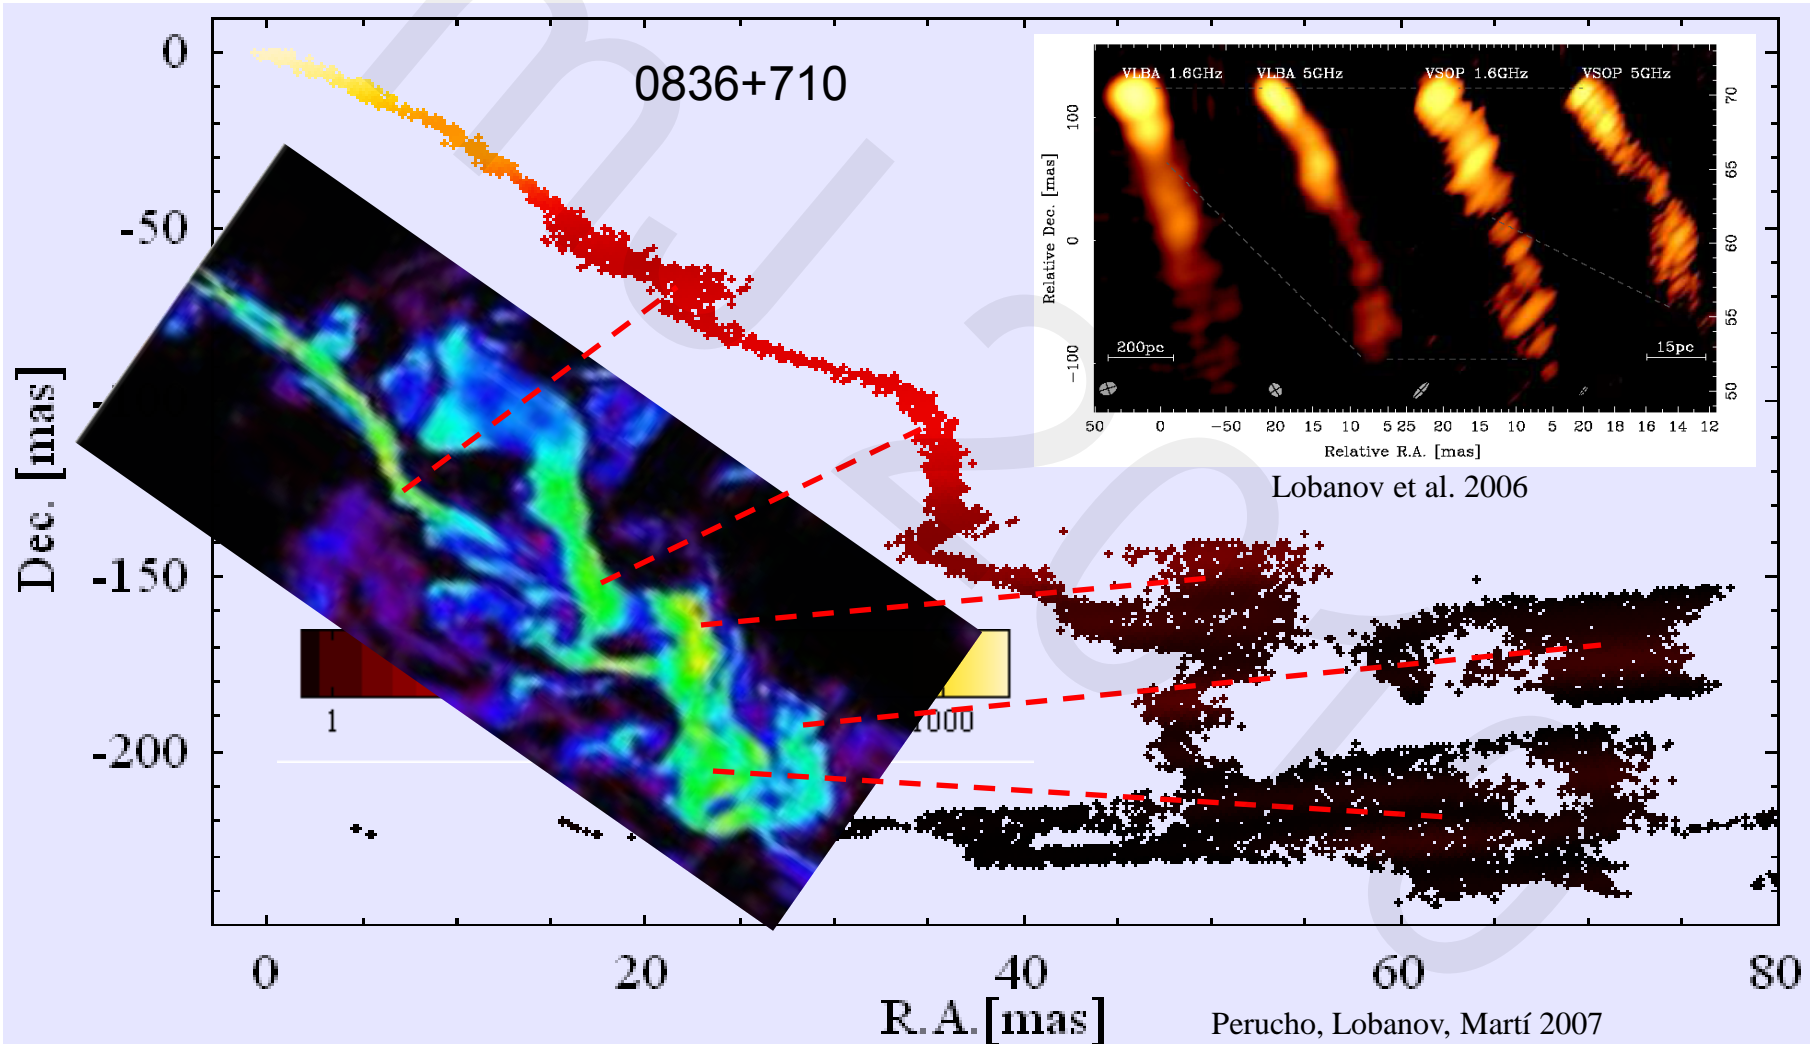 0836+710
0
-50
-150
-200
Dec. [mas]
0 20 40 60 80
R.A.[mas]
1
000
VLBA 1.6GHz VLBA 5GHz VSOP 1.6GHz VSOP 5GHz
100
0
-100
Relative Dec. [mas]
70
65
60
55
50
200pc 15pc
50 0 -50 20 15 10 5 25 20 15 10 5 20 18 16 14 12
Relative R.A. [mas]
Lobanov et al. 2006
Perucho, Lobanov, Martí 2007